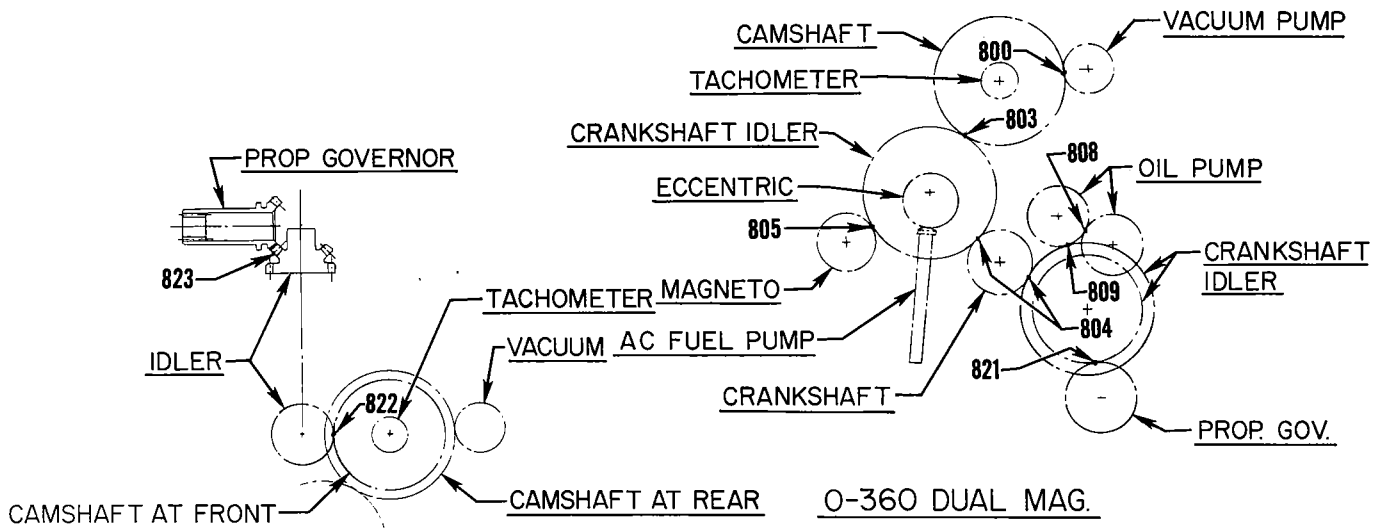 CAMSHAFT
800
VACUUM PUMP
TACHOMETER
803
CRANKSHAFT IDLER
808
OIL PUMP
PROP GOVERNOR
ECCENTRIC
805
823
MAGNETO
809
CRANKSHAFT
IDLER
804
TACHOMETER
VACUUM
AC FUEL PUMP
821
IDLER
822
CRANKSHAFT
PROP. GOV.
CAMSHAFT AT FRONT
CAMSHAFT AT REAR
O-360 DUAL MAG.